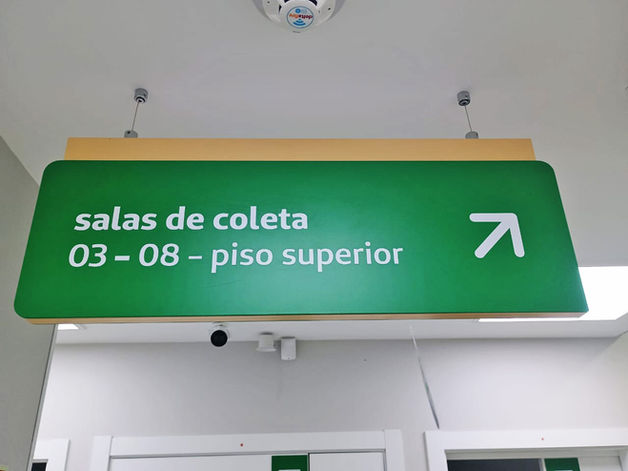 salas de coleta
03 – 08 – piso superior